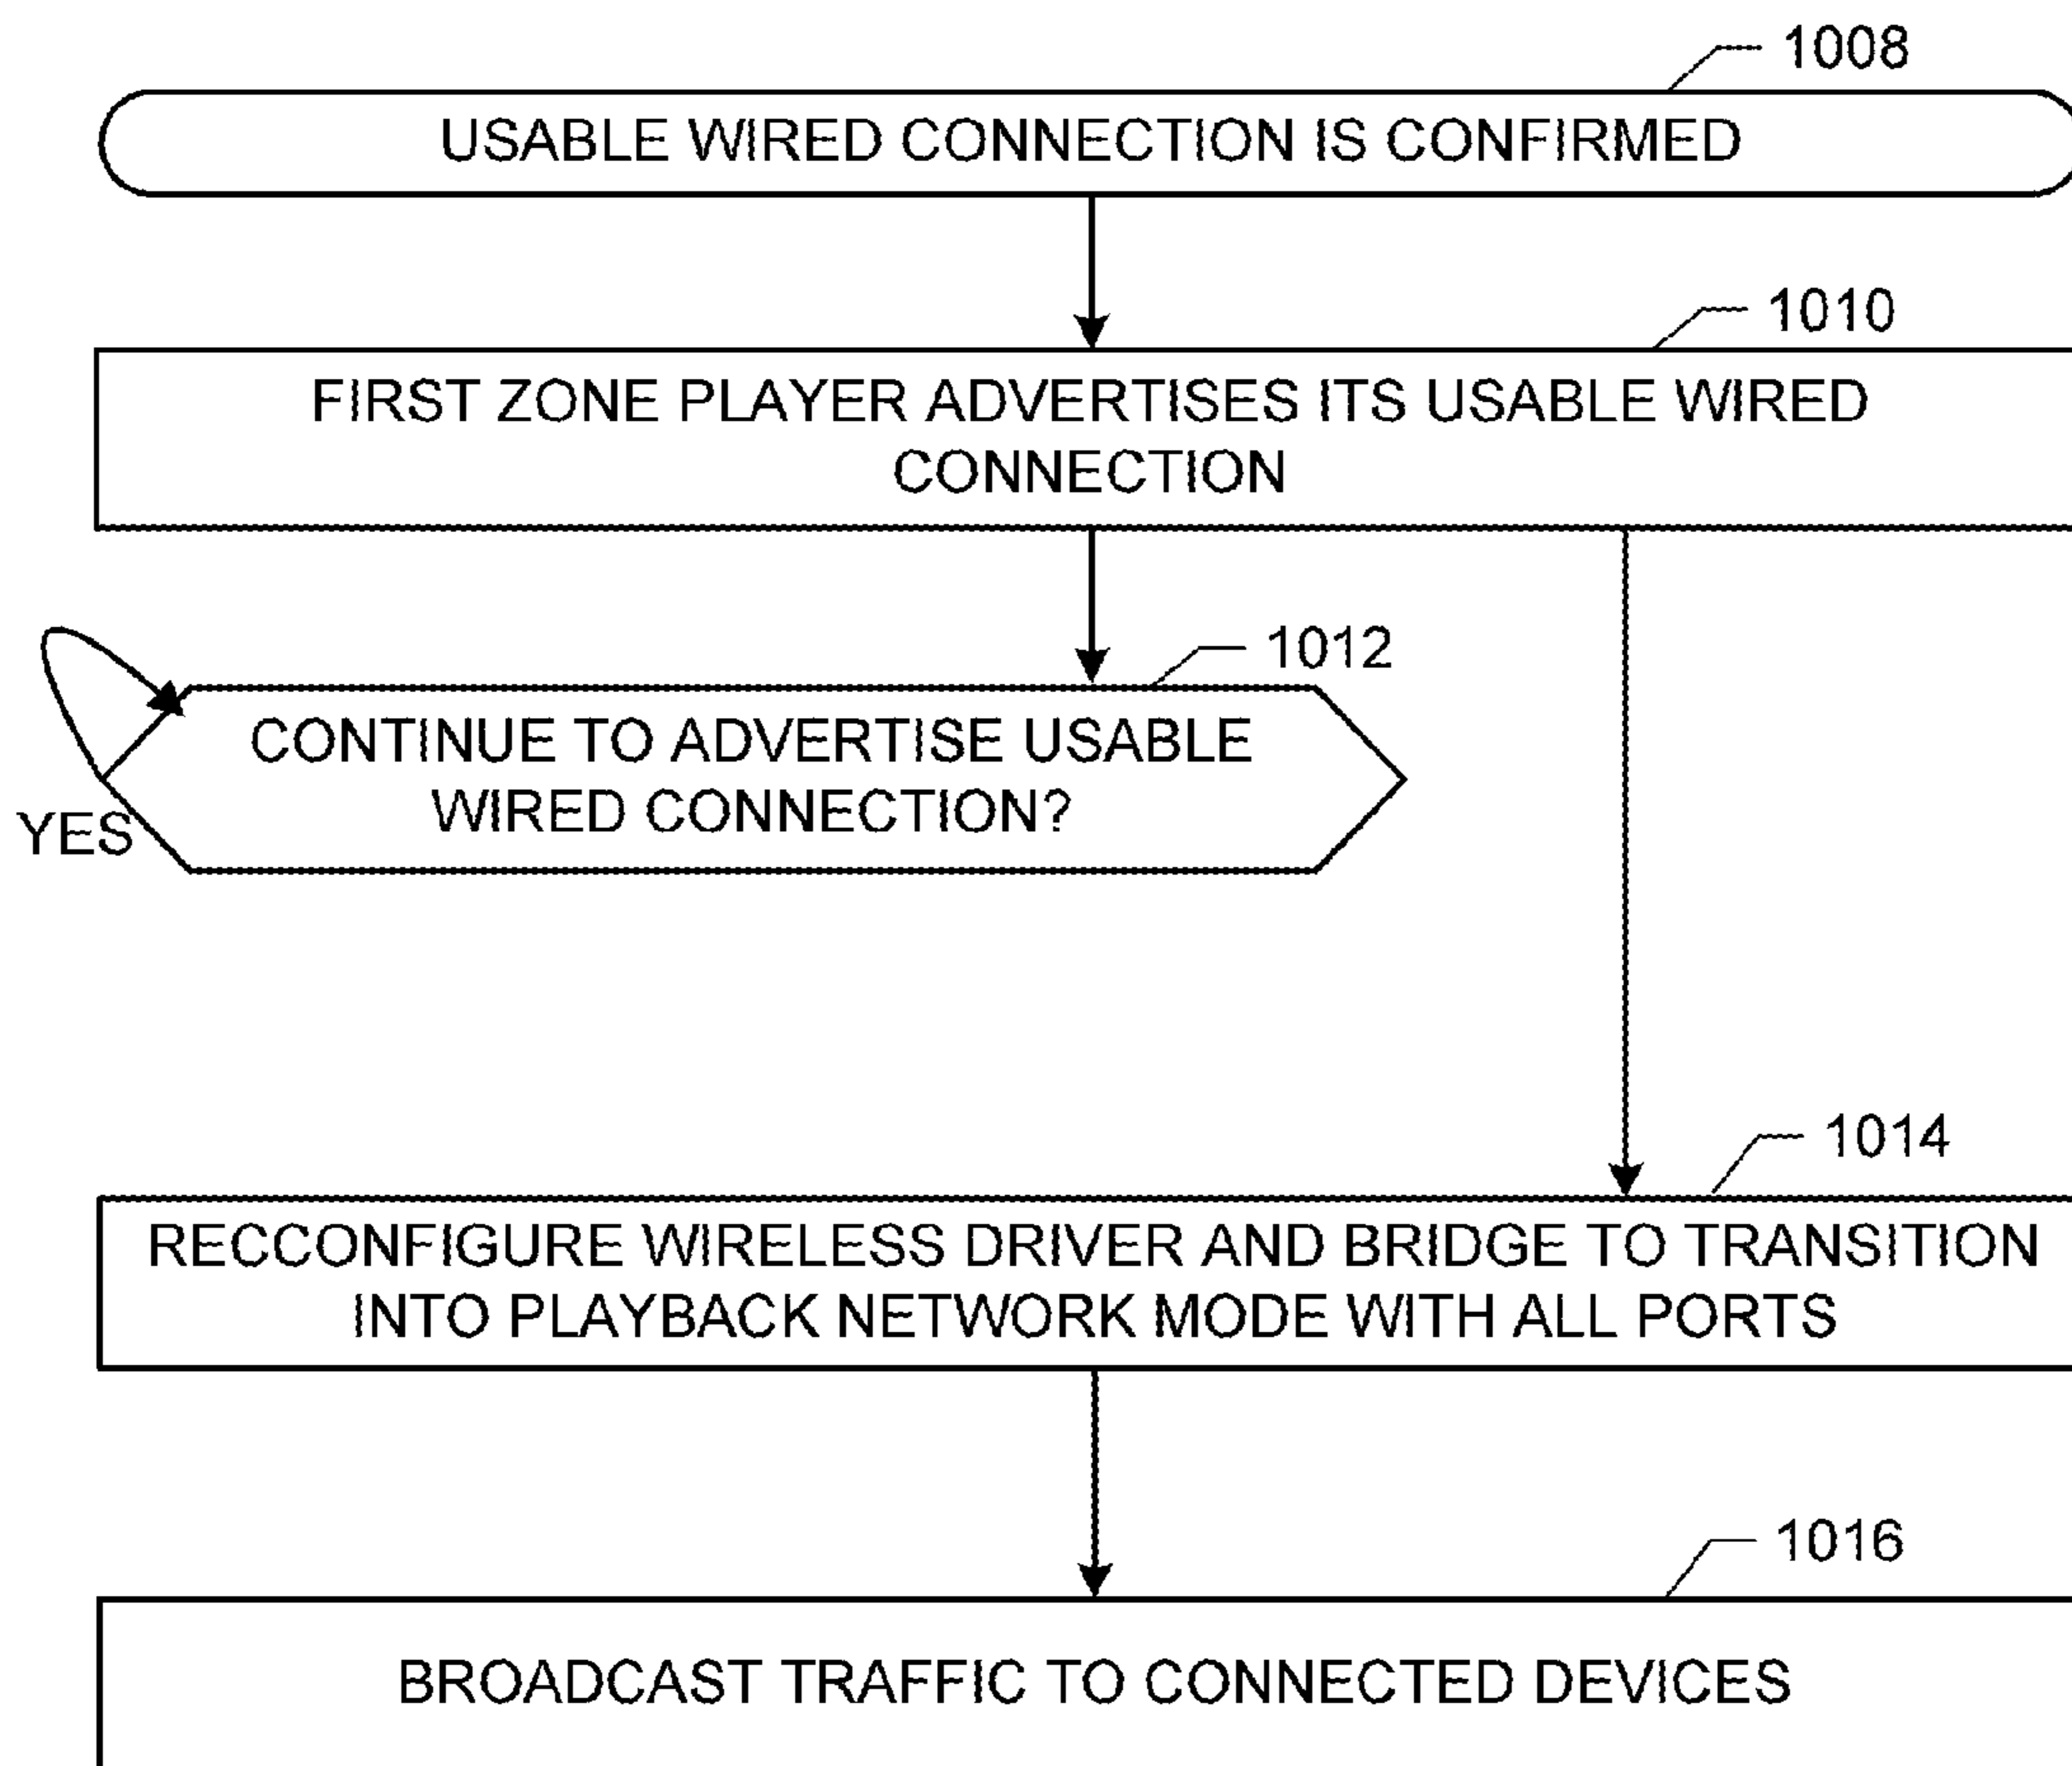 1008
USABLE WIRED CONNECTION IS CONFIRMED
1010
FIRST ZONE PLAYER ADVERTISES ITS USABLE WIRED
CONNECTION
1012
CONTINUE TO ADVERTISE USABLE
WIRED CONNECTION?
YES
1014
RECCONFIGURE WIRELESS DRIVER AND BRIDGE TO TRANSITION
INTO PLAYBACK NETWORK MODE WITH ALL PORTS
1016
BROADCAST TRAFFIC TO CONNECTED DEVICES